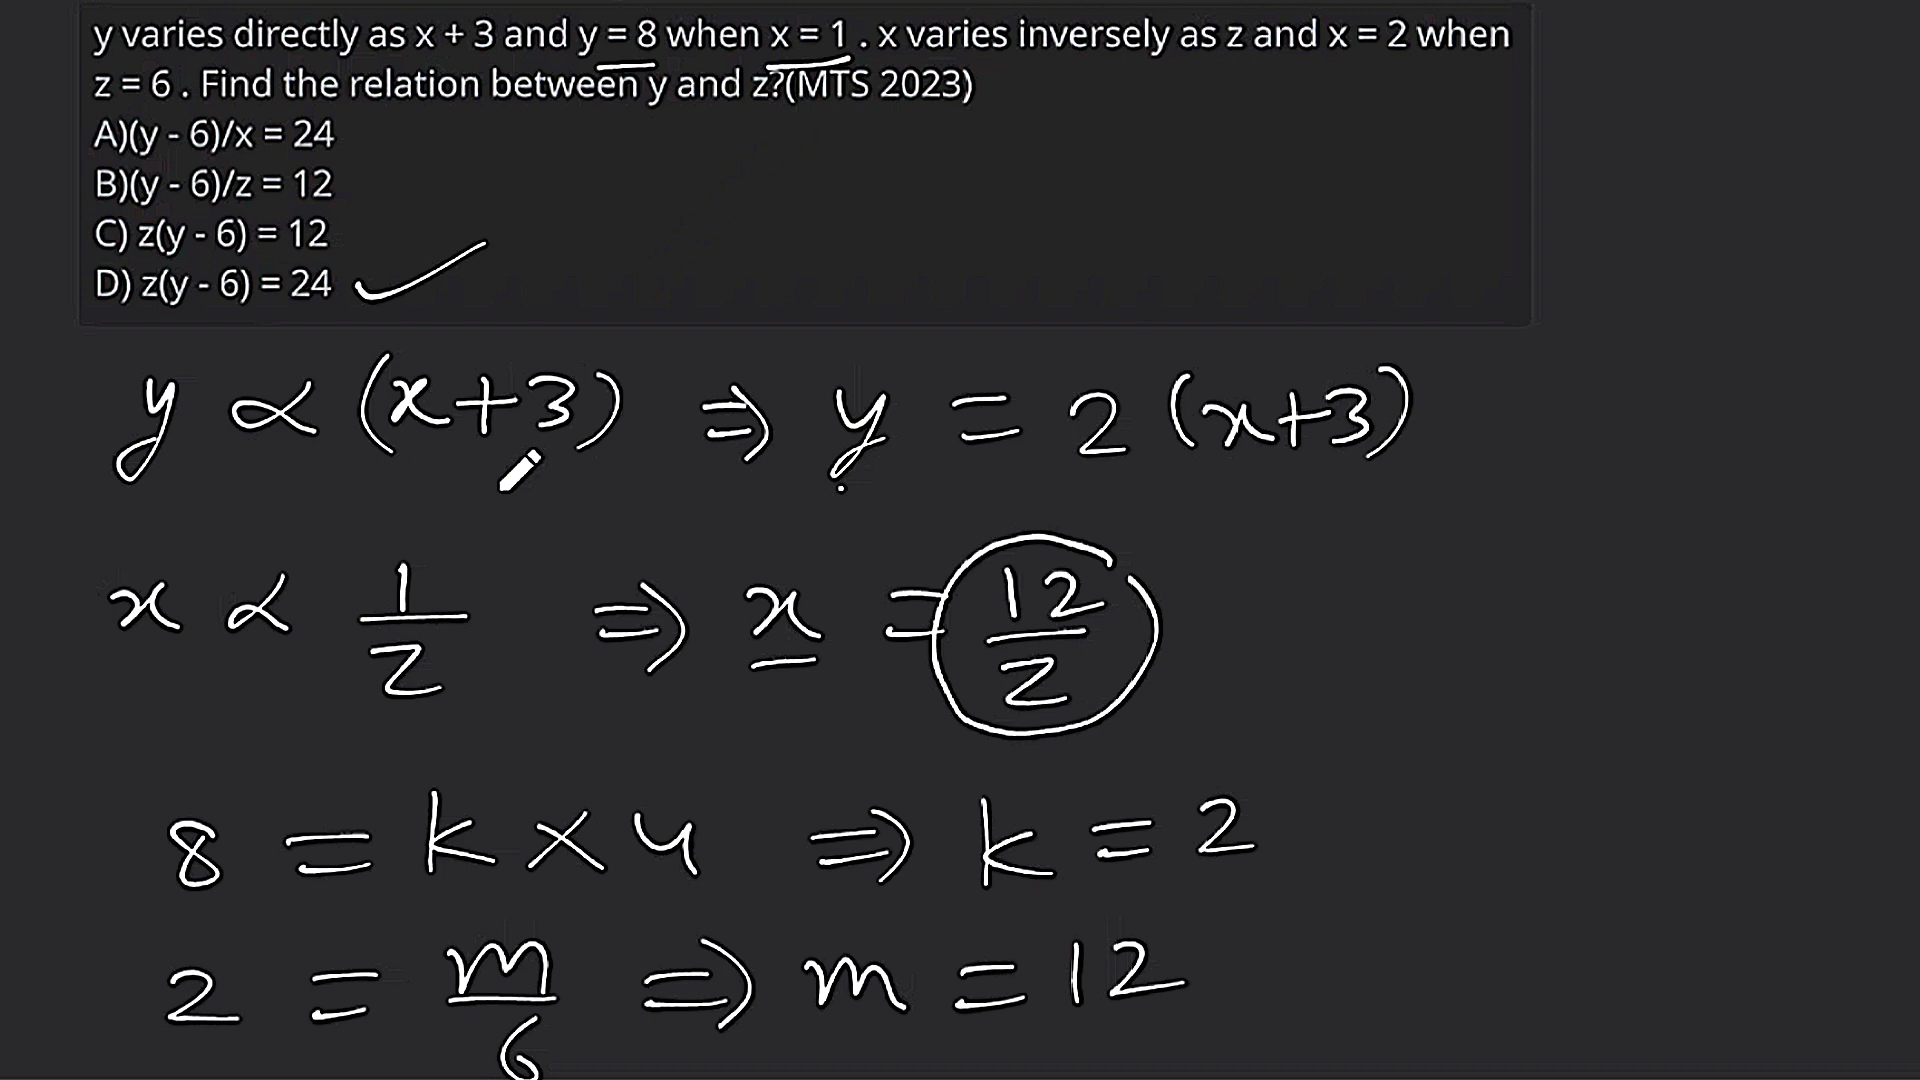 y varies directly as x + 3 and y = 8 when x = 1 . x varies inversely as z and x = 2 when
z = 6 . Find the relation between y and z?(MTS 2023)
A)(y - 6)/x = 24
B)(y - 6)/z = 12
C) z(y - 6) = 12
D) z(y - 6) = 24 ✓
y ∝ (x+3) ⇒ y = 2 (x+3)
x ∝ 1/z ⇒ x = 12/z
8 = k × 4 ⇒ k = 2
2 = m/6 ⇒ m = 12